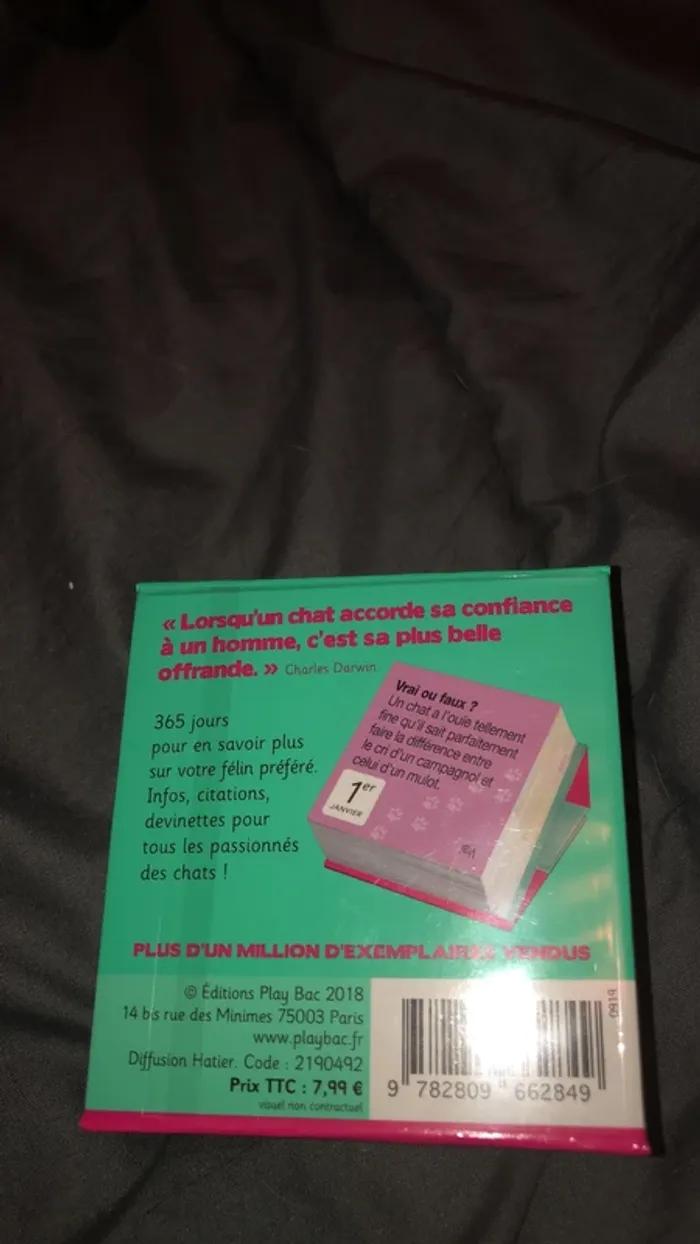 « Lorsqu'un chat accorde sa confiance
à un homme, c'est sa plus belle
offrande. » Charles Darwin
365 jours
pour en savoir plus
sur votre félin préféré.
Infos, citations,
devinettes pour
tous les passionnés
des chats !
Vrai ou faux ?
Un chat a l'ouïe tellement
fine qu'il sait parfaitement
faire la différence entre
le cri d'un campagnol et
celui d'un mulot.
1er
JANVIER
PLUS D'UN MILLION D'EXEMPLAIRES VENDUS
© Éditions Play Bac 2018
14 bis rue des Minimes 75003 Paris
www.playbac.fr
Diffusion Hatier. Code : 2190492
Prix TTC : 7,99 €
visuel non contractuel
0919
9 782809 662849